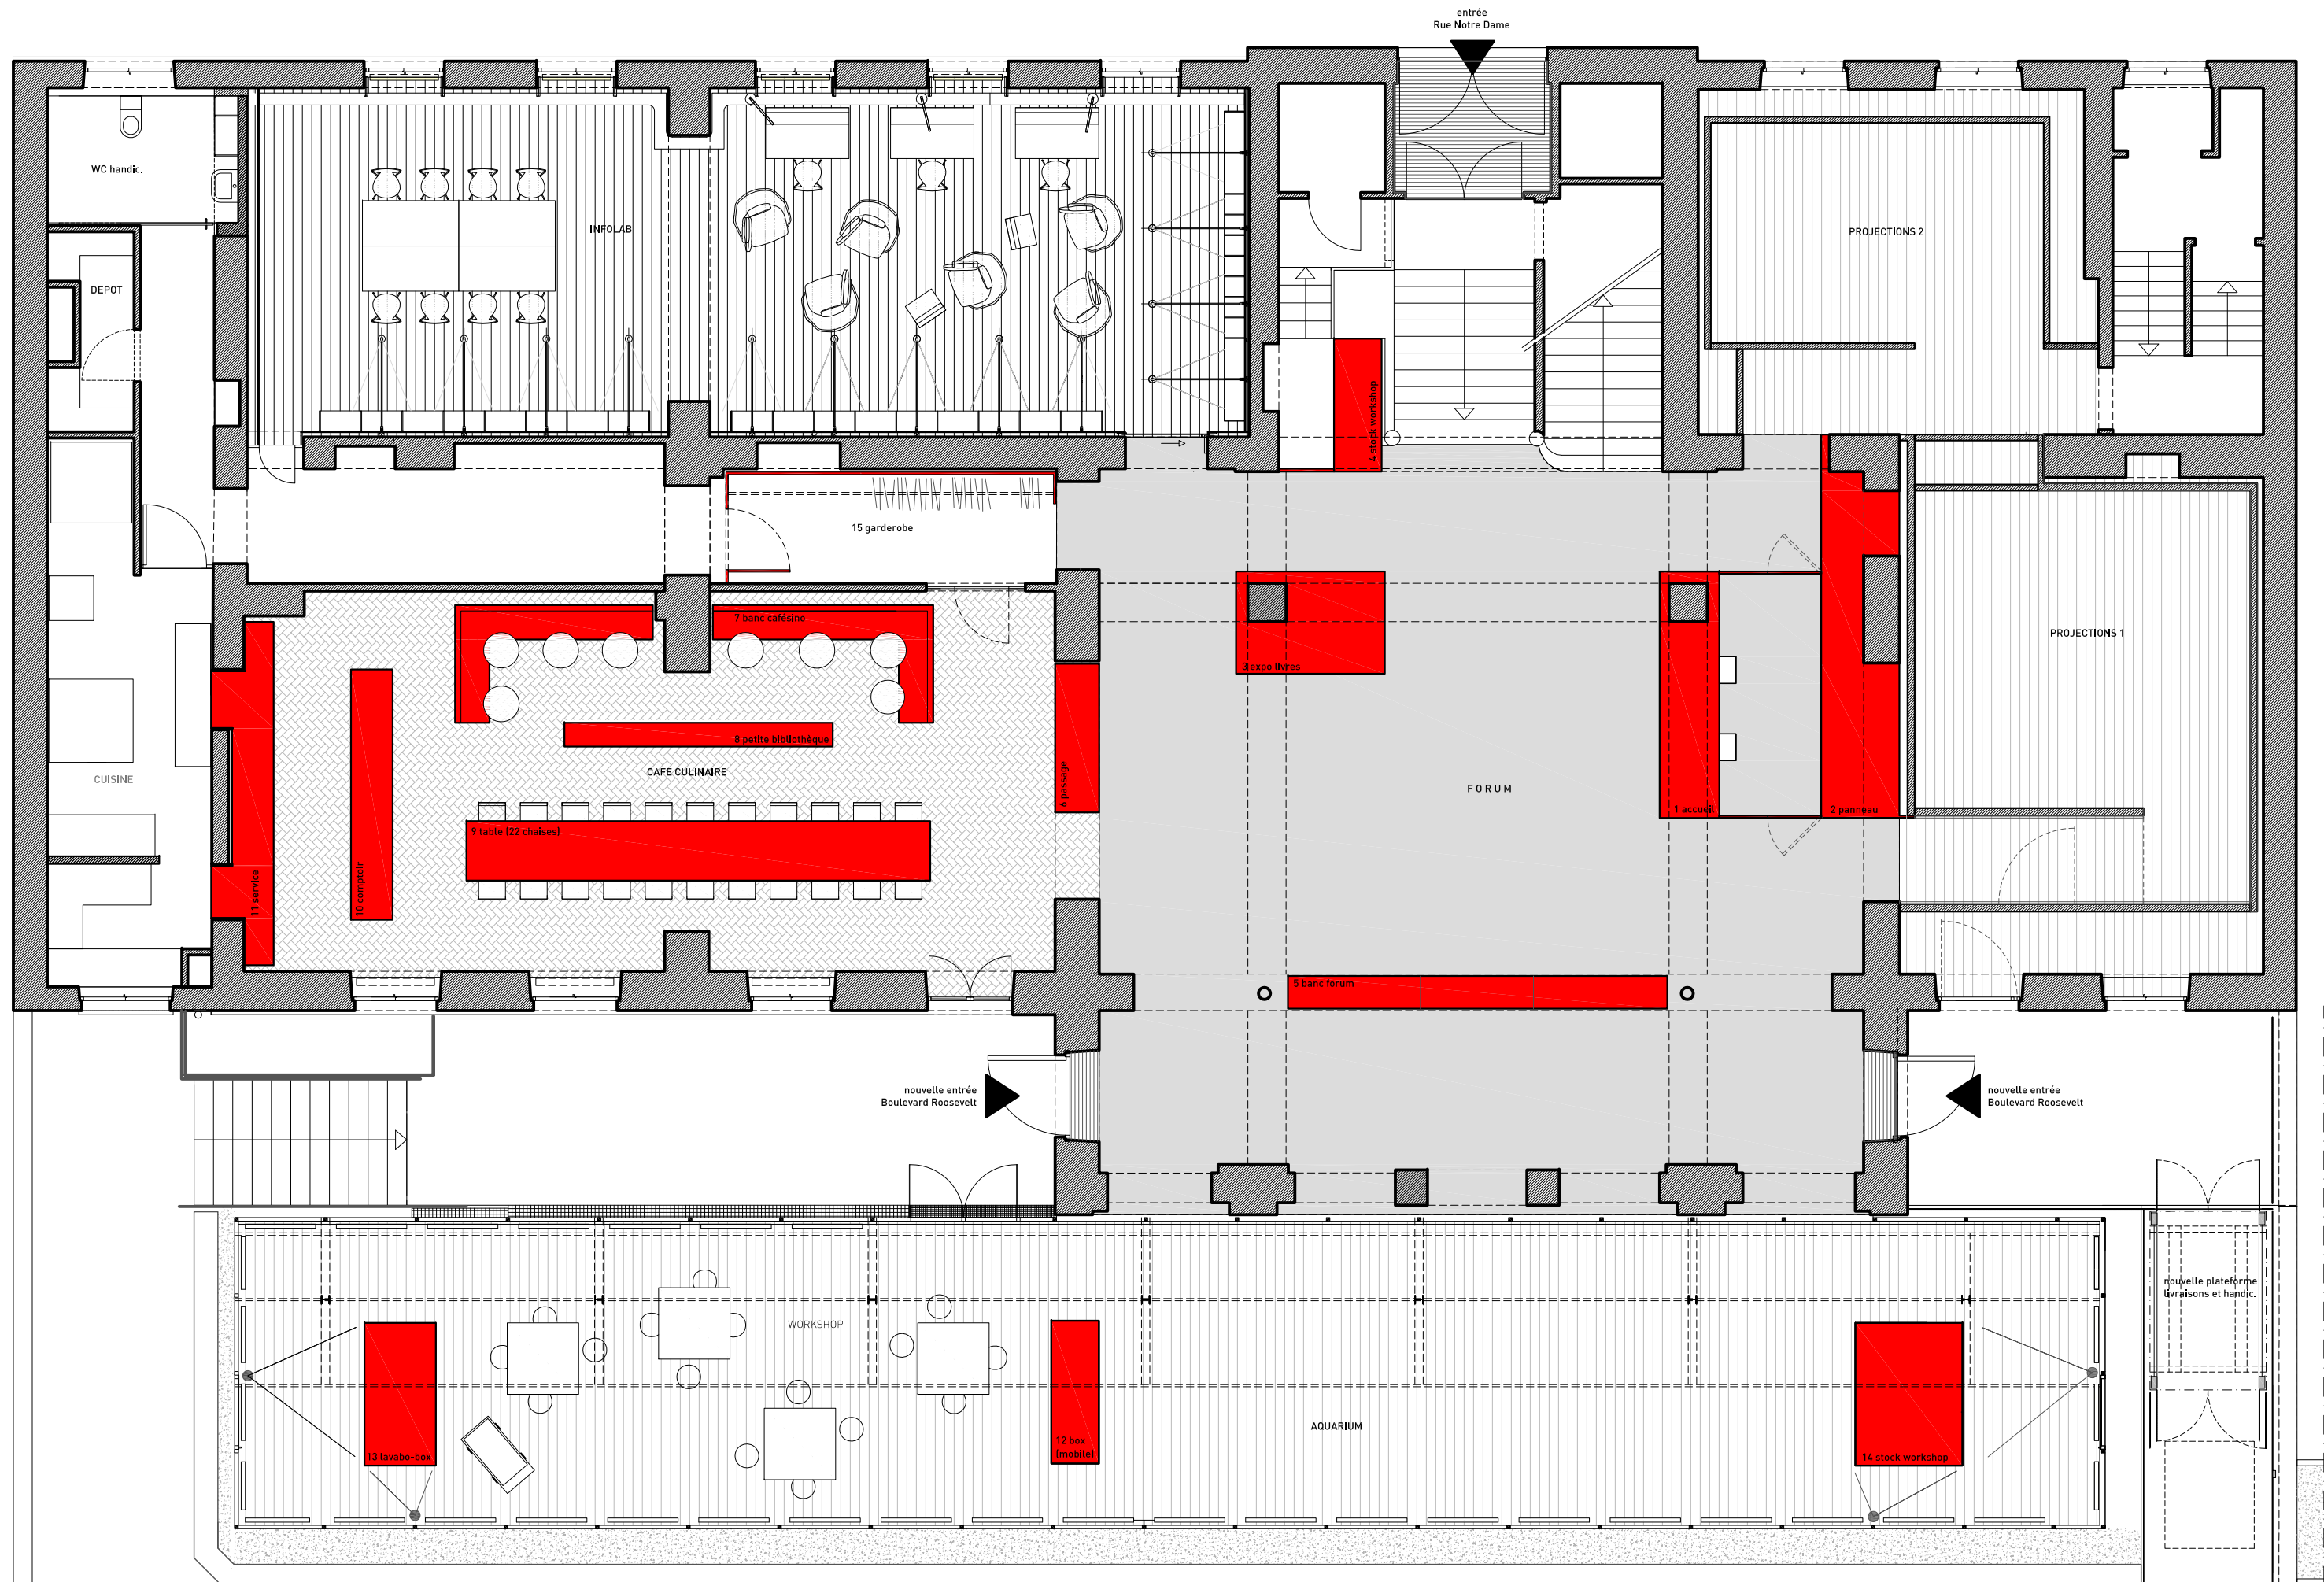 entrée
Rue Notre Dame
WC handic.
INFOLAB
PROJECTIONS 2
DEPOT
4 stock workshop
15 garderobe
7 banc cafésino
PROJECTIONS 1
3 expo livres
8 petite bibliothèque
CAFE CULINAIRE
CUISINE
6 passage
FORUM
1 accueil
2 panneau
9 table (22 chaises)
10 comptoir
11 service
5 banc forum
nouvelle entrée
Boulevard Roosevelt
nouvelle entrée
Boulevard Roosevelt
nouvelle plateforme
livraisons et handic.
WORKSHOP
AQUARIUM
12 box
(mobile)
13 lavabo-box
14 stock workshop